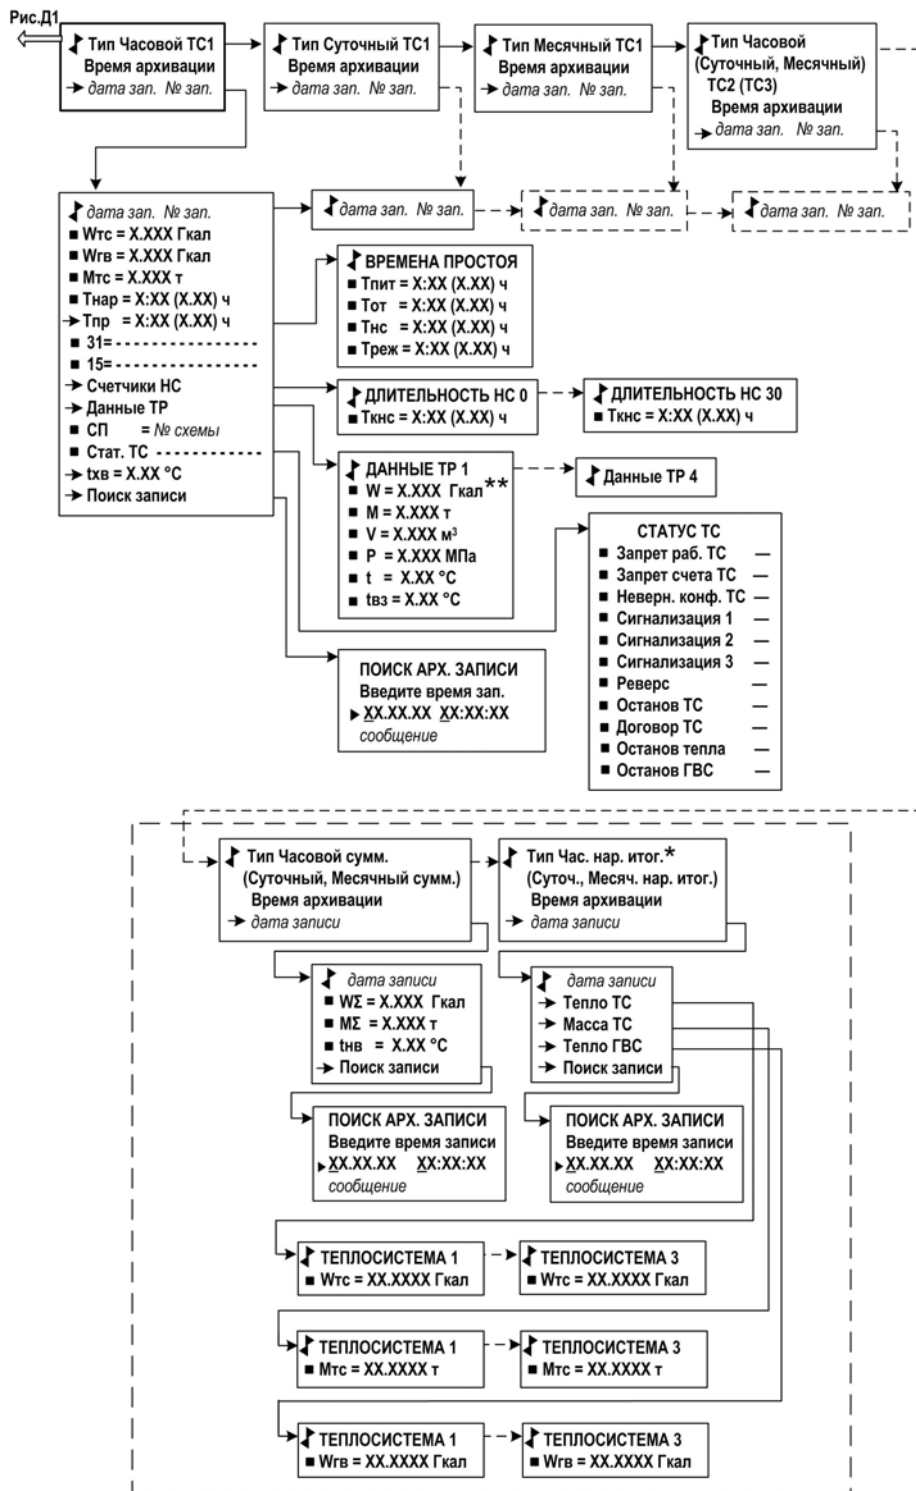 Рис.Д1
Тип Часовой ТС1
Время архивации
дата зап. № зап.
Тип Суточный ТС1
Время архивации
дата зап. № зап.
Тип Месячный ТС1
Время архивации
дата зап. № зап.
Тип Часовой
(Суточный, Месячный)
ТС2 (ТС3)
Время архивации
дата зап. № зап.
дата зап. № зап.
Wтс = X.XXX Гкал
Wгв = X.XXX Гкал
Mтс = X.XXX т
Тнар = X:XX (X.XX) ч
Тпр = X:XX (X.XX) ч
31= - - - - - - - - - - - - - - - - -
15= - - - - - - - - - - - - - - - - -
Счетчики НС
Данные ТР
СП = № схемы
Стат. ТС - - - - - - - - - - -
tхв = X.XX °C
Поиск записи
дата зап. № зап.
дата зап. № зап.
дата зап. № зап.
ВРЕМЕНА ПРОСТОЯ
Тпит = X:XX (X.XX) ч
Тот = X:XX (X.XX) ч
Тнс = X:XX (X.XX) ч
Треж = X:XX (X.XX) ч
ДЛИТЕЛЬНОСТЬ НС 0
Ткнс = X:XX (X.XX) ч
ДЛИТЕЛЬНОСТЬ НС 30
Ткнс = X:XX (X.XX) ч
ДАННЫЕ ТР 1
W = X.XXX Гкал**
M = X.XXX т
V = X.XXX м³
P = X.XXX МПа
t = X.XX °C
tвз = X.XX °C
Данные ТР 4
СТАТУС ТС
Запрет раб. ТС —
Запрет счета ТС —
Неверн. конф. ТС —
Сигнализация 1 —
Сигнализация 2 —
Сигнализация 3 —
Реверс —
Останов ТС —
Договор ТС —
Останов тепла —
Останов ГВС —
ПОИСК АРХ. ЗАПИСИ
Введите время зап.
XX.XX.XX XX:XX:XX
сообщение
Тип Часовой сумм.
(Суточный, Месячный сумм.)
Время архивации
дата записи
Тип Час. нар. итог.*
(Суточ., Месяч. нар. итог.)
Время архивации
дата записи
дата записи
WΣ = X.XXX Гкал
MΣ = X.XXX т
tнв = X.XX °C
Поиск записи
дата записи
Тепло ТС
Масса ТС
Тепло ГВС
Поиск записи
ПОИСК АРХ. ЗАПИСИ
Введите время записи
XX.XX.XX XX:XX:XX
сообщение
ПОИСК АРХ. ЗАПИСИ
Введите время записи
XX.XX.XX XX:XX:XX
сообщение
ТЕПЛОСИСТЕМА 1
Wтс = XX.XXXX Гкал
ТЕПЛОСИСТЕМА 3
Wтс = XX.XXXX Гкал
ТЕПЛОСИСТЕМА 1
Mтс = XX.XXXX т
ТЕПЛОСИСТЕМА 3
Mтс = XX.XXXX т
ТЕПЛОСИСТЕМА 1
Wгв = XX.XXXX Гкал
ТЕПЛОСИСТЕМА 3
Wгв = XX.XXXX Гкал